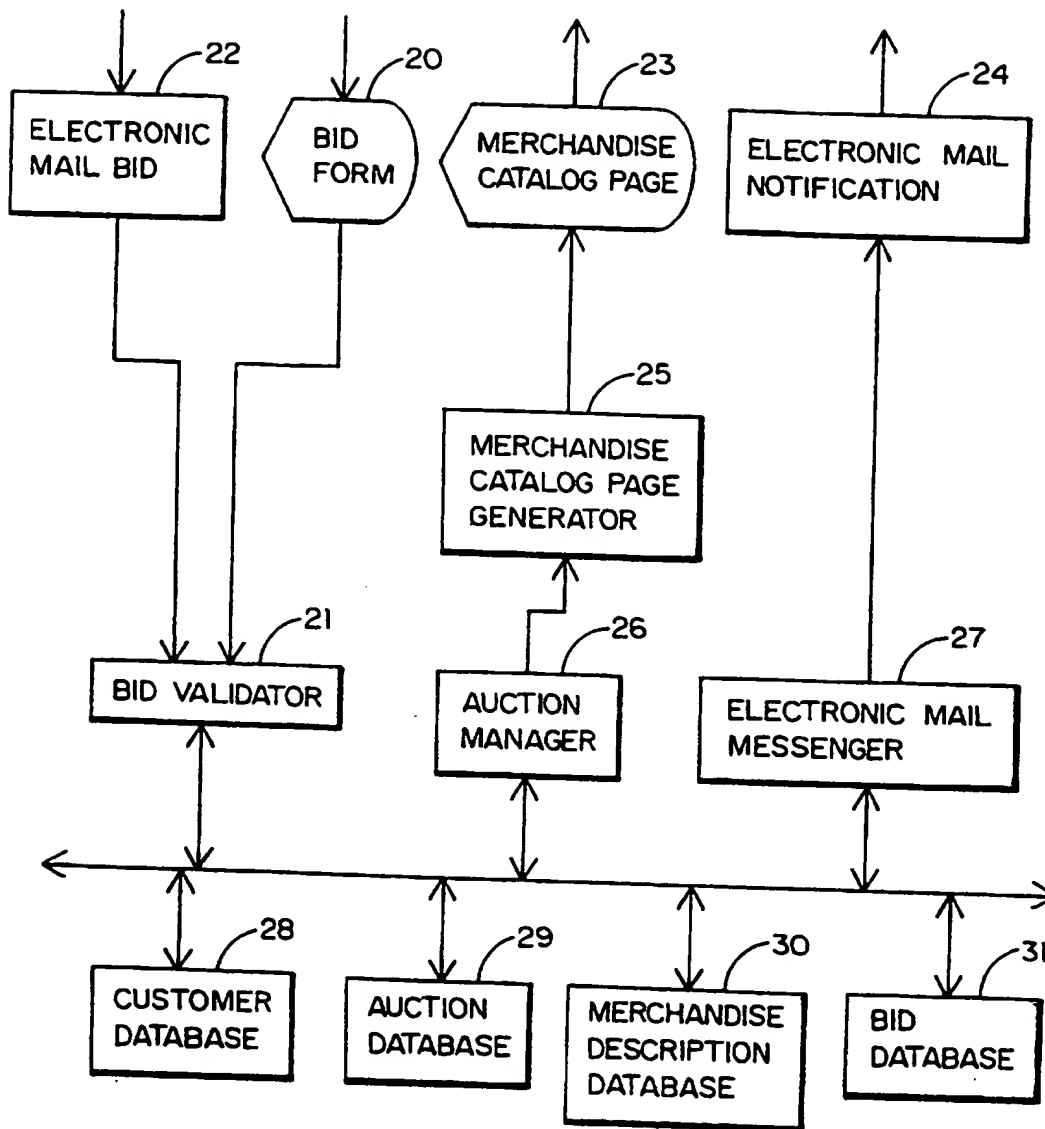 22
20
23
24
ELECTRONIC
MAIL BID
BID
FORM
MERCHANDISE
CATALOG PAGE
ELECTRONIC MAIL
NOTIFICATION
25
MERCHANDISE
CATALOG PAGE
GENERATOR
21
26
27
BID VALIDATOR
AUCTION
MANAGER
ELECTRONIC MAIL
MESSENGER
28
29
30
31
CUSTOMER
DATABASE
AUCTION
DATABASE
MERCHANDISE
DESCRIPTION
DATABASE
BID
DATABASE